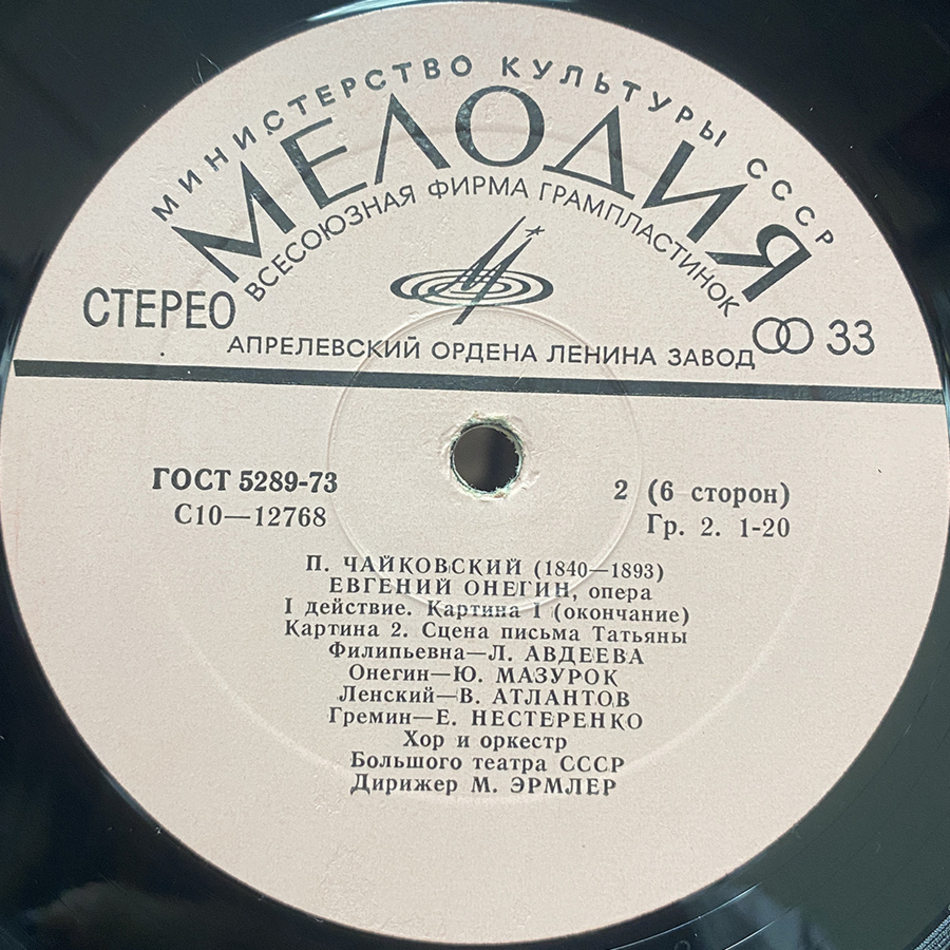 МИНИСТЕРСТВО КУЛЬТУРЫ СССР
МЕЛОДИЯ
ВСЕСОЮЗНАЯ ФИРМА ГРАМПЛАСТИНОК
СТЕРЕО
33
АПРЕЛЕВСКИЙ ОРДЕНА ЛЕНИНА ЗАВОД
ГОСТ 5289-73
2 (6 сторон)
С10—12768
Гр. 2. 1-20
П. ЧАЙКОВСКИЙ (1840—1893)
ЕВГЕНИЙ ОНЕГИН, опера
I действие. Картина 1 (окончание)
Картина 2. Сцена письма Татьяны
Филипьевна—Л. АВДЕЕВА
Онегин—Ю. МАЗУРОК
Ленский—В. АТЛАНТОВ
Гремин—Е. НЕСТЕРЕНКО
Хор и оркестр
Большого театра СССР
Дирижер М. ЭРМЛЕР